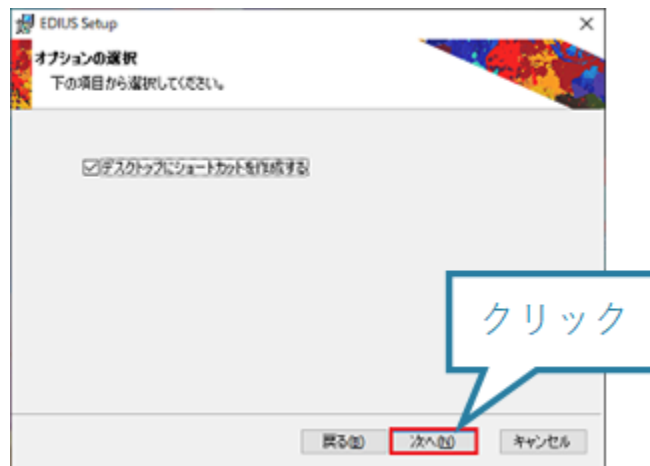 EDIUS Setup
オプションの選択
下の項目から選択してください。
デスクトップにショートカットを作成する
クリック
戻る(B) 次へ(N) キャンセル